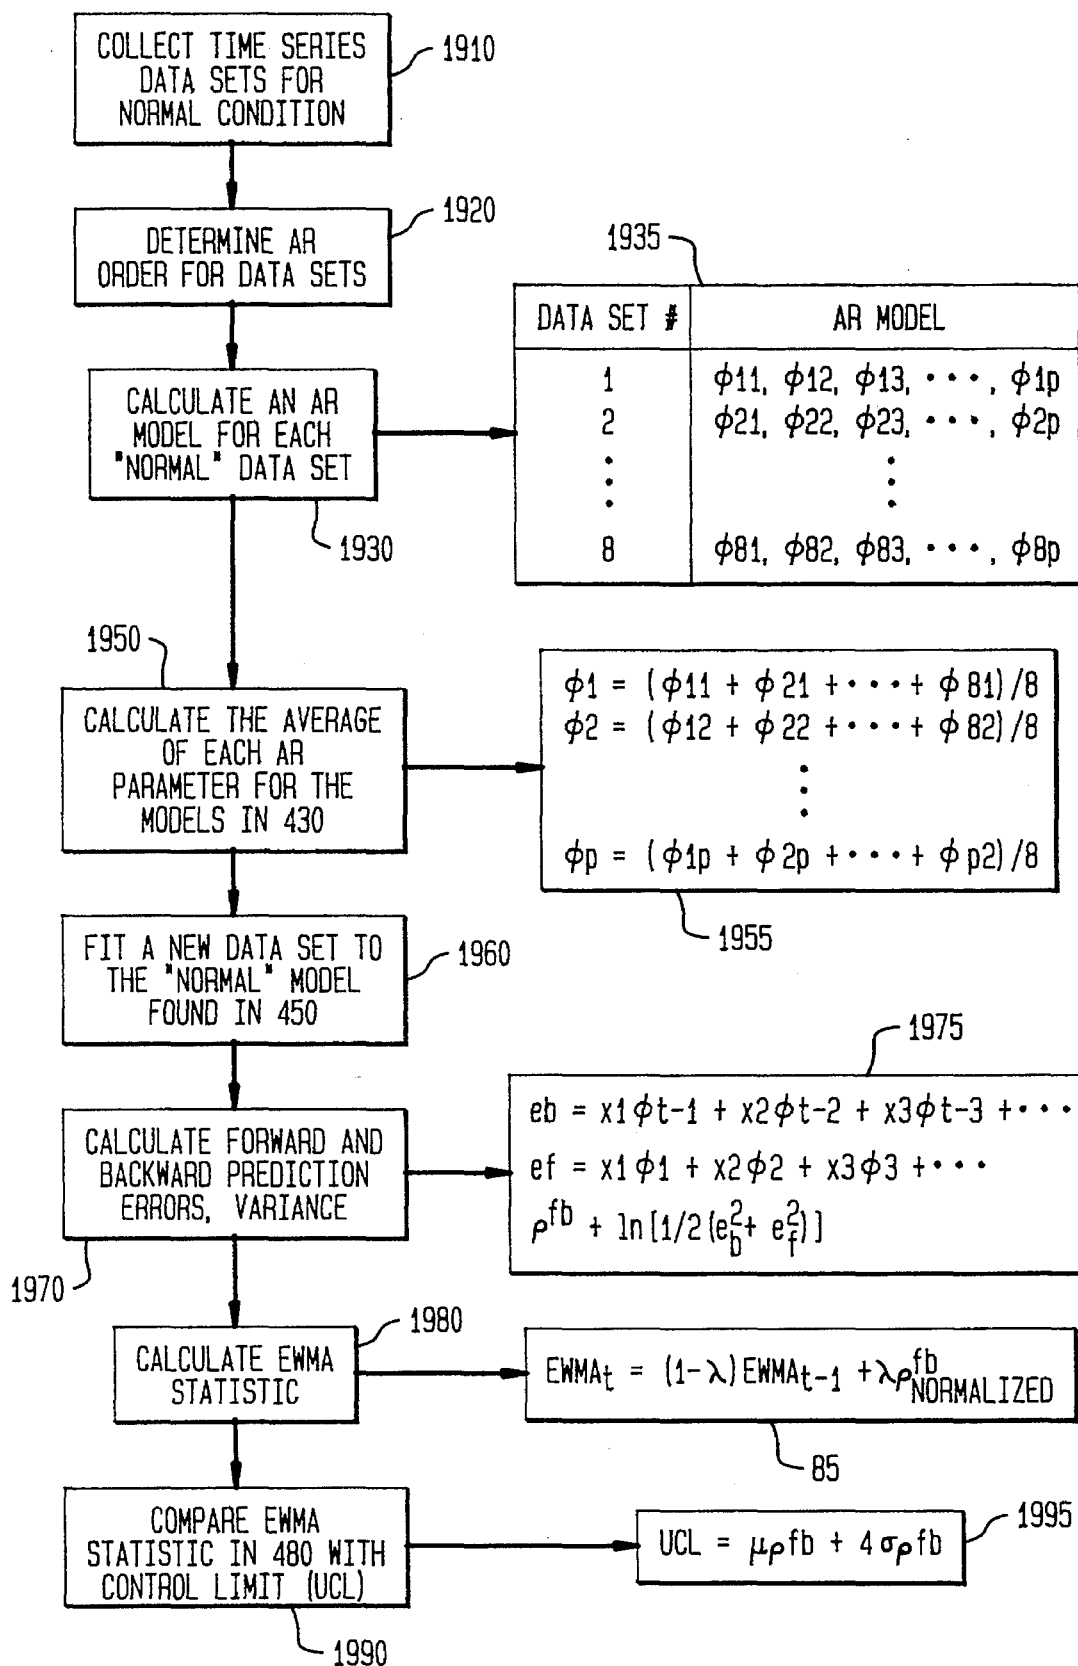 COLLECT TIME SERIES
DATA SETS FOR
NORMAL CONDITION
1910
DETERMINE AR
ORDER FOR DATA SETS
1920
CALCULATE AN AR
MODEL FOR EACH
"NORMAL" DATA SET
1930
1935
DATA SET # AR MODEL
1 ϕ11, ϕ12, ϕ13, ···, ϕ1p
2 ϕ21, ϕ22, ϕ23, ···, ϕ2p
8 ϕ81, ϕ82, ϕ83, ···, ϕ8p
1950
CALCULATE THE AVERAGE
OF EACH AR
PARAMETER FOR THE
MODELS IN 430
ϕ1 = (ϕ11 + ϕ21 +···+ ϕ81)/8
ϕ2 = (ϕ12 + ϕ22 +···+ ϕ82)/8
ϕp = (ϕ1p + ϕ2p +···+ ϕp2)/8
1955
FIT A NEW DATA SET TO
THE "NORMAL" MODEL
FOUND IN 450
1960
CALCULATE FORWARD AND
BACKWARD PREDICTION
ERRORS, VARIANCE
1970
1975
eb = x1ϕt-1 + x2ϕt-2 + x3ϕt-3 +···
ef = x1ϕ1 + x2ϕ2 + x3ϕ3 +···
ρ^fb + ln[1/2(e_b^2 + e_f^2)]
CALCULATE EWMA
STATISTIC
1980
EWMA_t = (1-λ)EWMA_t-1 + λρ^fb_NORMALIZED
85
COMPARE EWMA
STATISTIC IN 480 WITH
CONTROL LIMIT (UCL)
1990
UCL = μρfb + 4σρfb
1995